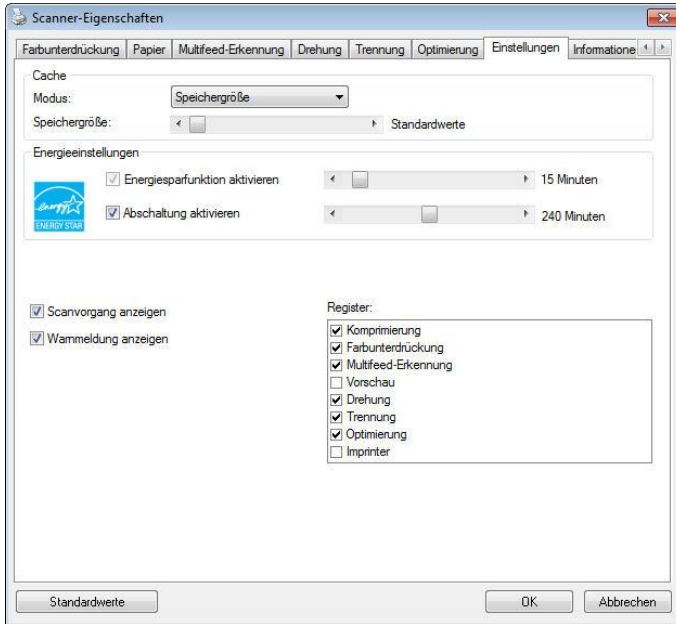 Scanner-Eigenschaften
Farbunterdrückung Papier Multifeed-Erkennung Drehung Trennung Optimierung Einstellungen Informatione
Cache
Modus: Speichergröße
Speichergröße: Standardwerte
Energieeinstellungen
Energiesparfunktion aktivieren 15 Minuten
energy
ENERGY STAR
Abschaltung aktivieren 240 Minuten
Scanvorgang anzeigen
Warnmeldung anzeigen
Register:
Komprimierung
Farbunterdrückung
Multifeed-Erkennung
Vorschau
Drehung
Trennung
Optimierung
Imprinter
Standardwerte OK Abbrechen